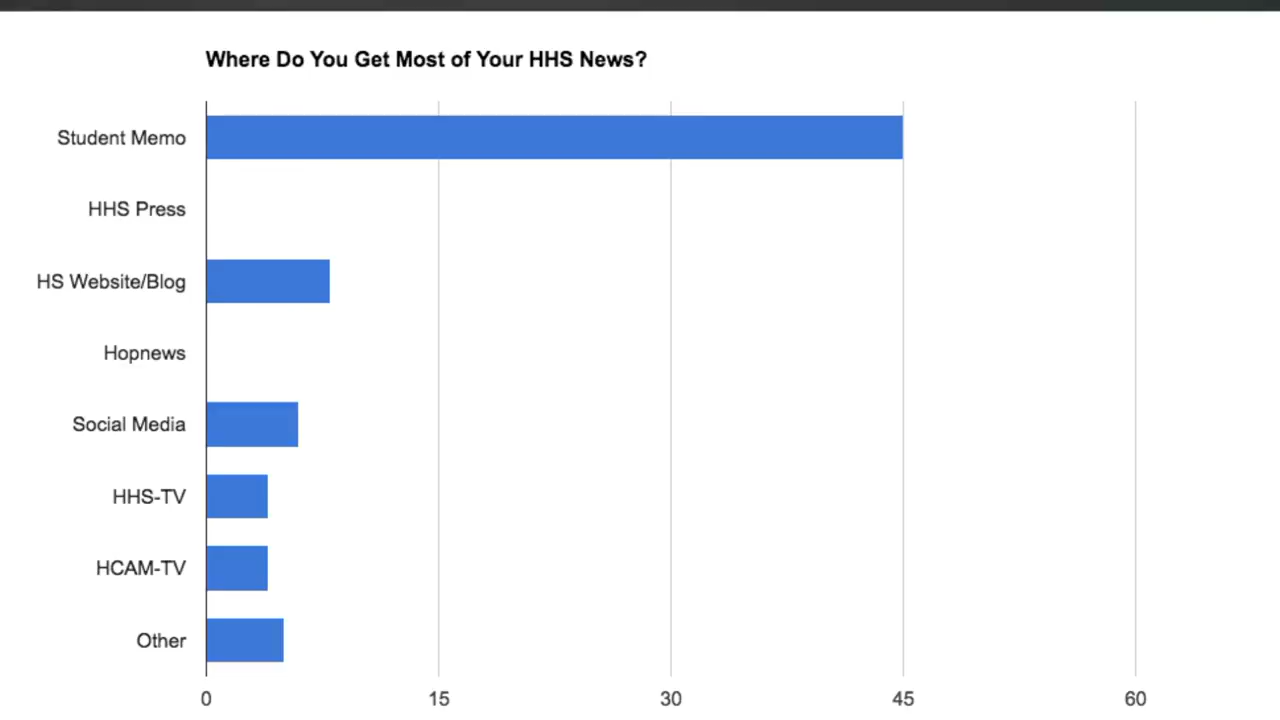 Where Do You Get Most of Your HHS News?
Student Memo
HHS Press
HS Website/Blog
Hopnews
Social Media
HHS-TV
HCAM-TV
Other
0 15 30 45 60